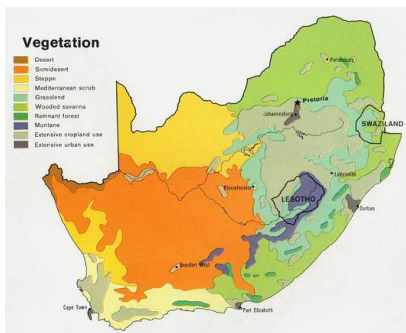 Vegetation
Desert
Semidesert
Steppe
Mediterranean scrub
Grassland
Wooded savanna
Remnant forest
Montane
Extensive cropland use
Extensive urban use
Pietersburg
Pretoria
Johannesburg
SWAZILAND
Ladysmith
Bloemfontein
LESOTHO
Durban
Beaufort West
Cape Town
Port Elizabeth